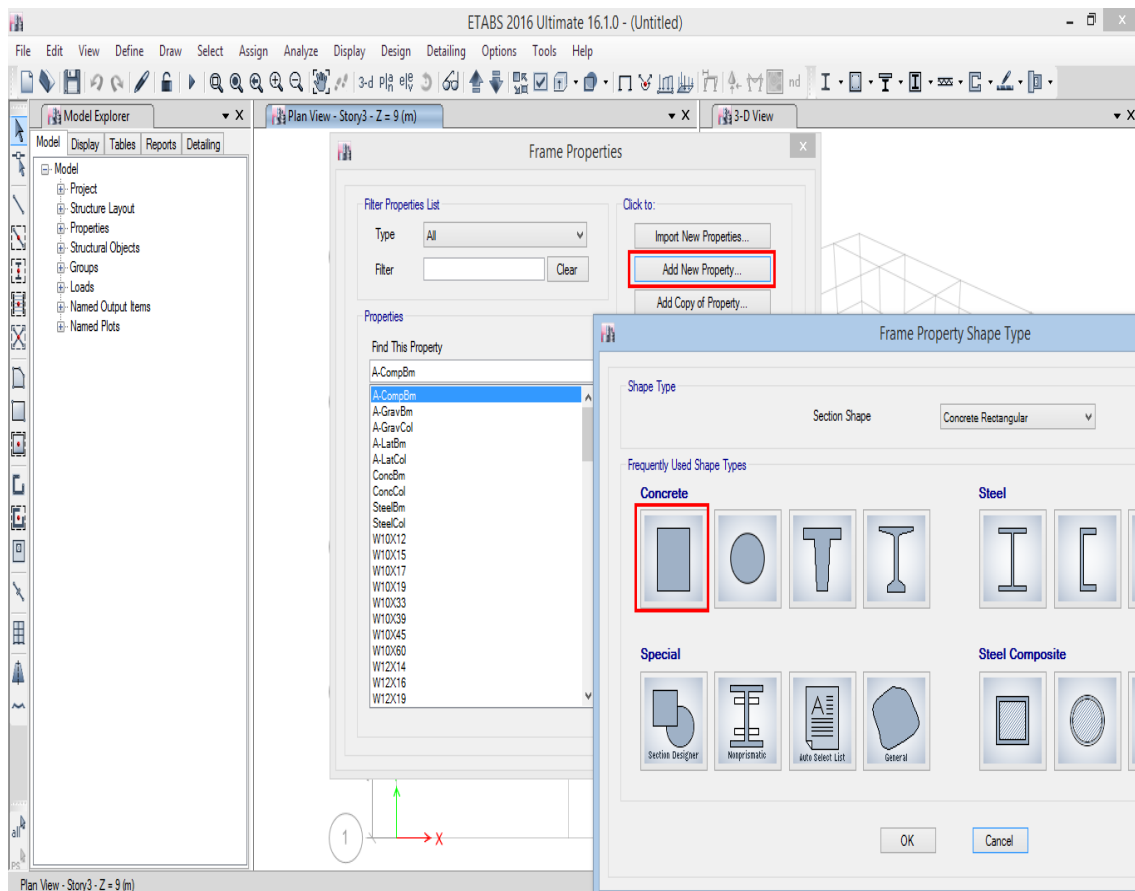 ETABS 2016 Ultimate 16.1.0 - (Untitled)
File Edit View Define Draw Select Assign Analyze Display Design Detailing Options Tools Help
3-d nd
Model Explorer
Plan View - Story3 - Z = 9 (m)
3-D View
Model Display Tables Reports Detailing
Model
Project
Structure Layout
Properties
Structural Objects
Groups
Loads
Named Output Items
Named Plots
Frame Properties
Filter Properties List
Type All
Filter Clear
Click to:
Import New Properties...
Add New Property...
Add Copy of Property...
Properties
Find This Property
A-CompBm
A-CompBm
A-GravBm
A-GravCol
A-LatBm
A-LatCol
ConcBm
ConcCol
SteelBm
SteelCol
W10X12
W10X15
W10X17
W10X19
W10X33
W10X39
W10X45
W10X60
W12X14
W12X16
W12X19
Frame Property Shape Type
Shape Type
Section Shape Concrete Rectangular
Frequently Used Shape Types
Concrete
Steel
Special
Steel Composite
Section Designer
Nonprismatic
Auto Select List
General
OK
Cancel
1
X
all
PS
Plan View - Story3 - Z = 9 (m)